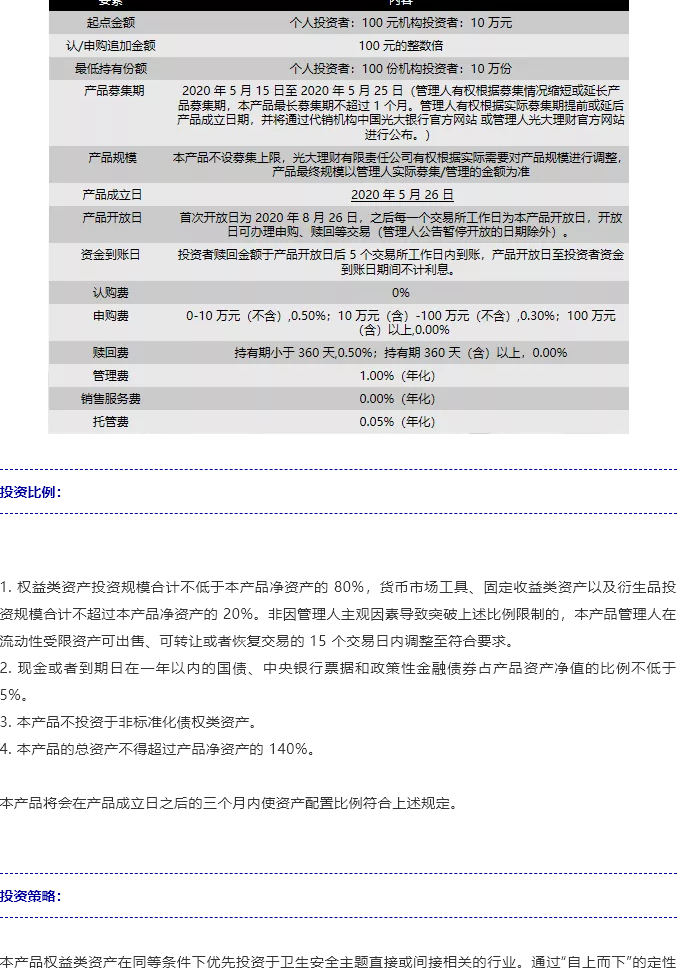 要素 内容
起点金额 个人投资者：100 元机构投资者：10 万元
认/申购追加金额 100 元的整数倍
最低持有份额 个人投资者：100 份机构投资者：10 万份
产品募集期 2020 年 5 月 15 日至 2020 年 5 月 25 日（管理人有权根据募集情况缩短或延长产
品募集期，本产品最长募集期不超过 1 个月。管理人有权根据实际募集期提前或延后
产品成立日期，并将通过代销机构中国光大银行官方网站 或管理人光大理财官方网站
进行公布。）
产品规模 本产品不设募集上限，光大理财有限责任公司有权根据实际需要对产品规模进行调整，
产品最终规模以管理人实际募集/管理的金额为准
产品成立日 2020 年 5 月 26 日
产品开放日 首次开放日为 2020 年 8 月 26 日，之后每一个交易所工作日为本产品开放日，开放
日可办理申购、赎回等交易（管理人公告暂停开放的日期除外）。
资金到账日 投资者赎回金额于产品开放日后 5 个交易所工作日内到账，产品开放日至投资者资金
到账日期间不计利息。
认购费 0%
申购费 0-10 万元（不含）,0.50%；10 万元（含）-100 万元（不含）,0.30%；100 万元
（含）以上,0.00%
赎回费 持有期小于 360 天,0.50%；持有期 360 天（含）以上，0.00%
管理费 1.00%（年化）
销售服务费 0.00%（年化）
托管费 0.05%（年化）
投资比例：
1. 权益类资产投资规模合计不低于本产品净资产的 80%，货币市场工具、固定收益类资产以及衍生品投
资规模合计不超过本产品净资产的 20%。非因管理人主观因素导致突破上述比例限制的，本产品管理人在
流动性受限资产可出售、可转让或者恢复交易的 15 个交易日内调整至符合要求。
2. 现金或者到期日在一年以内的国债、中央银行票据和政策性金融债券占产品资产净值的比例不低于
5%。
3. 本产品不投资于非标准化债权类资产。
4. 本产品的总资产不得超过产品净资产的 140%。
本产品将会在产品成立日之后的三个月内使资产配置比例符合上述规定。
投资策略：
本产品权益类资产在同等条件下优先投资于卫生安全主题直接或间接相关的行业。通过“自上而下”的定性